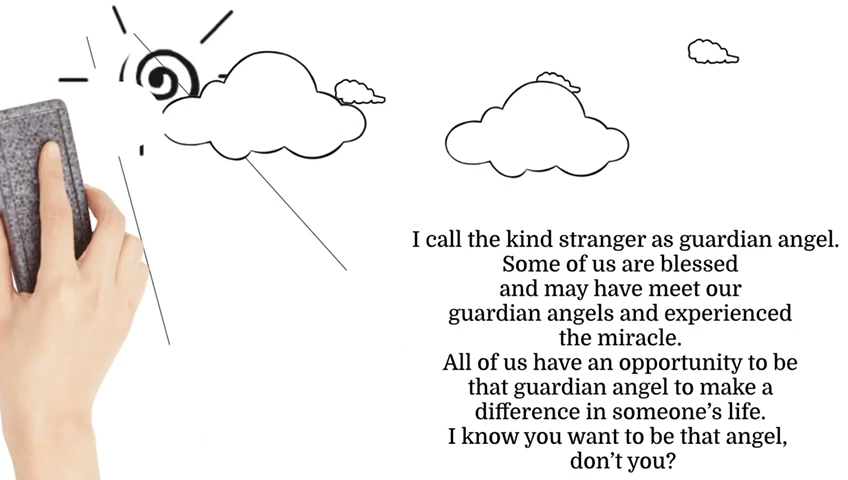 I call the kind stranger as guardian angel.
Some of us are blessed
and may have meet our
guardian angels and experienced
the miracle.
All of us have an opportunity to be
that guardian angel to make a
difference in someone's life.
I know you want to be that angel,
don't you?